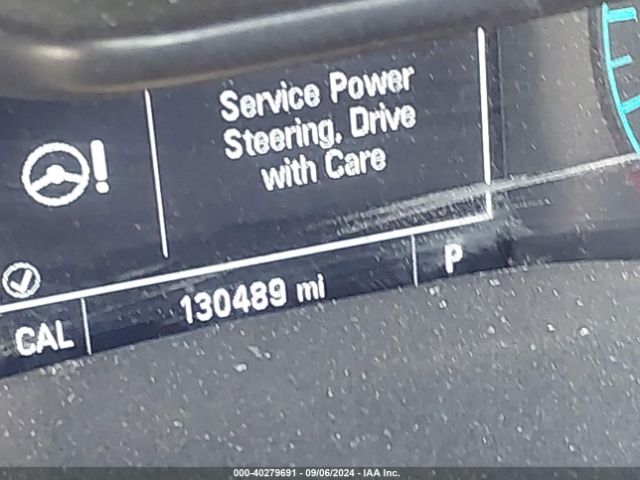 Service Power
Steering, Drive
with Care
!
CAL
130489 mi
P
000-40279691 - 09/06/2024 - IAA Inc.